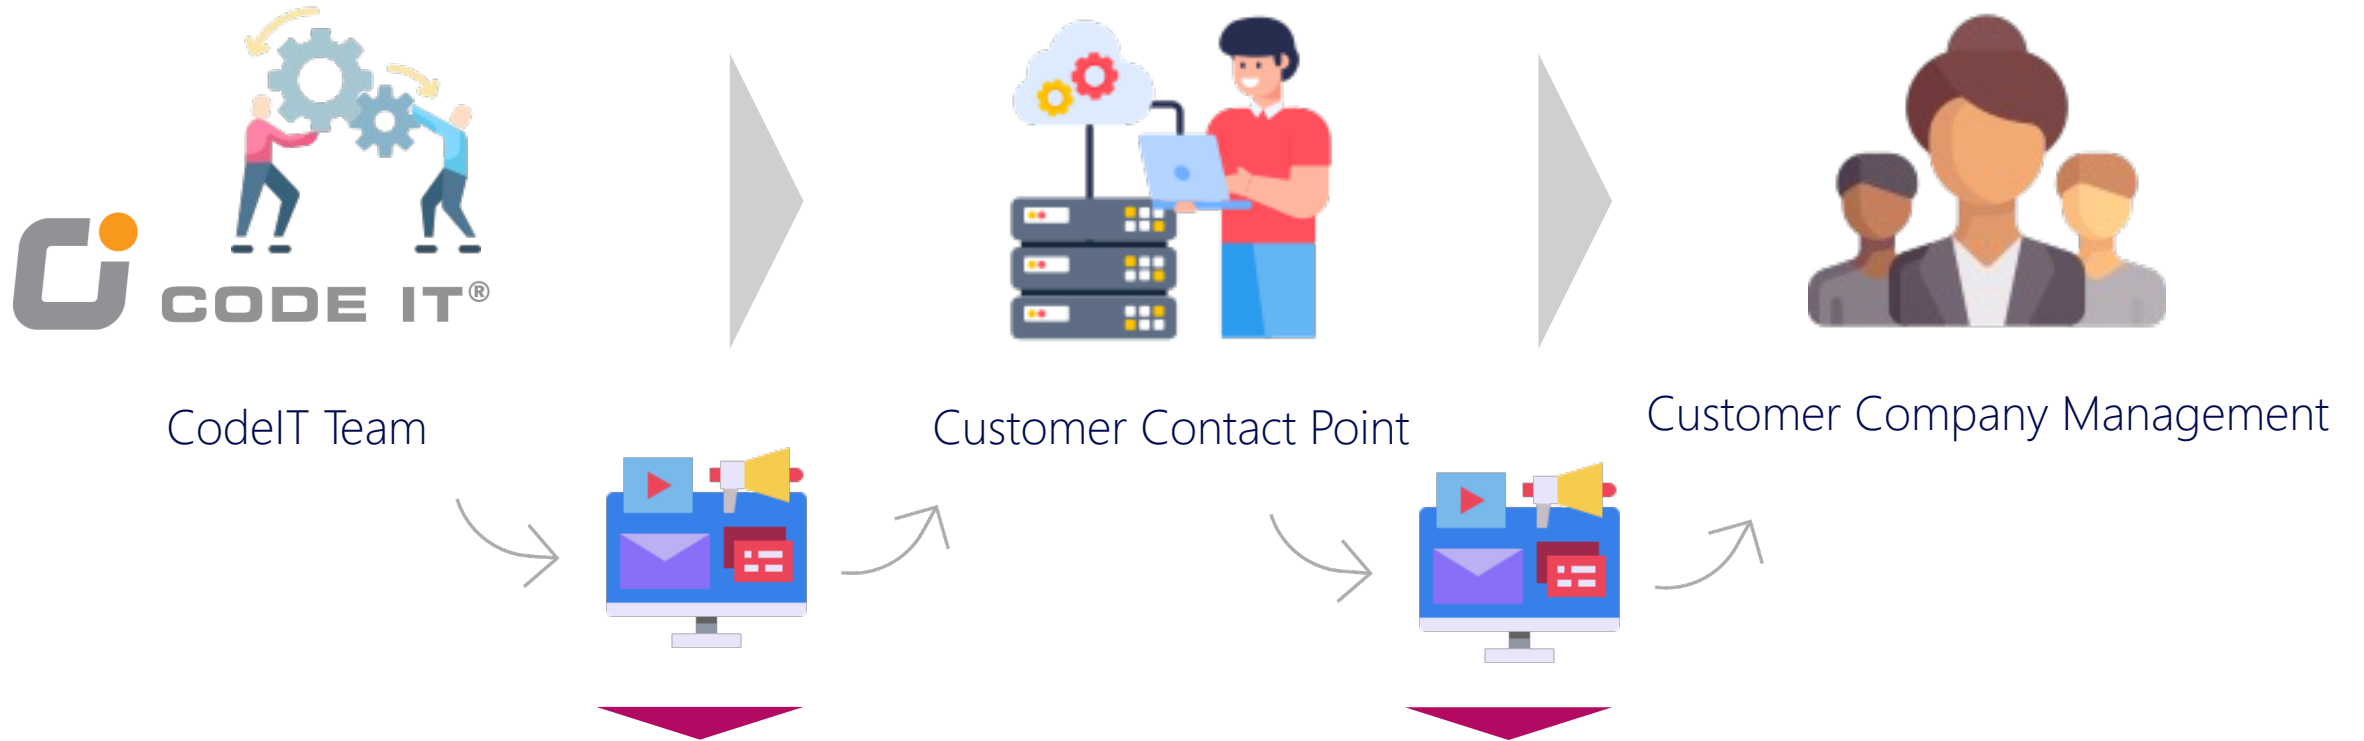 CODE IT®
CodeIT Team
Customer Contact Point
Customer Company Management